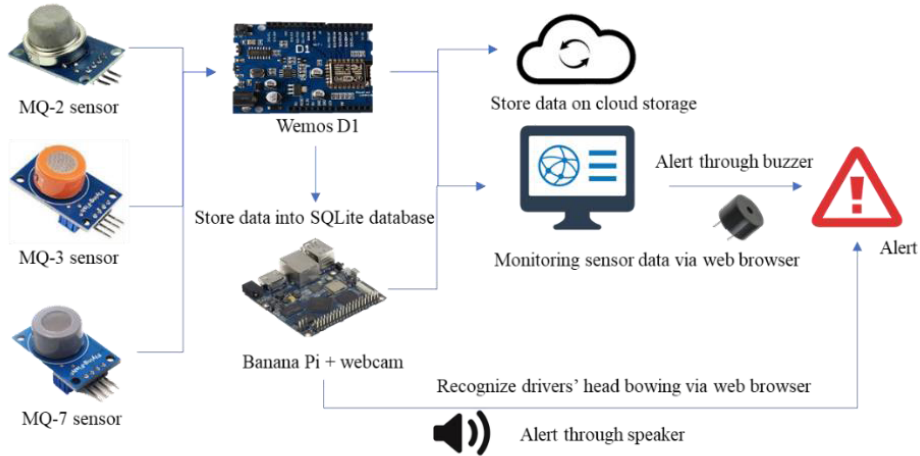 MQ-2 sensor
MQ-3 sensor
MQ-7 sensor
D1
Wemos D1
Store data into SQLite database
Banana Pi + webcam
Store data on cloud storage
Monitoring sensor data via web browser
Alert through buzzer
Alert
Recognize drivers’ head bowing via web browser
Alert through speaker